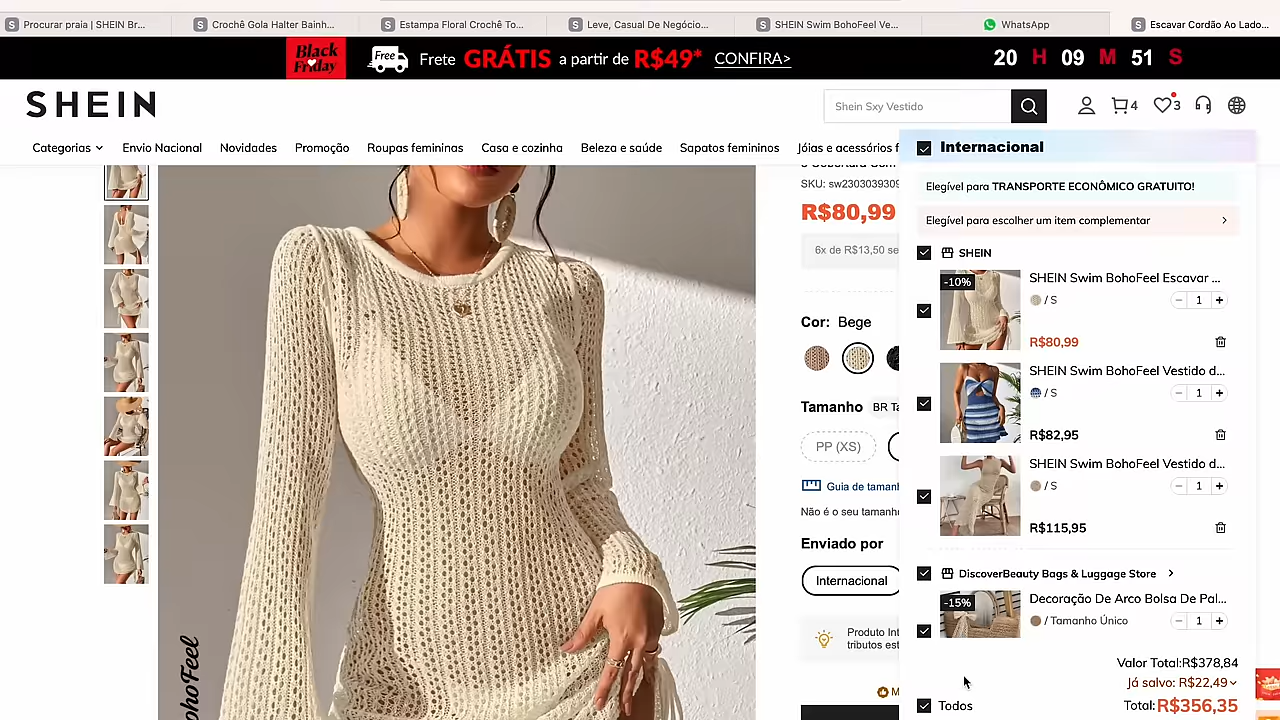 Procurar praia | SHEIN Br...
Crochê Gola Halter Bainh...
Estampa Floral Crochê To...
Leve, Casual De Negócio...
SHEIN Swim BohoFeel Ve...
WhatsApp
Escavar Cordão Ao Lado...
Black Friday
Free
Frete GRÁTIS a partir de R$49* CONFIRA>
20 H 09 M 51 S
SHEIN
Shein Sxy Vestido
4
3
Categorias
Envio Nacional
Novidades
Promoção
Roupas femininas
Casa e cozinha
Beleza e saúde
Sapatos femininos
Jóias e acessórios f
SKU: sw2303039309
R$80,99
6x de R$13,50 se
Cor: Bege
Tamanho BR Ta
PP (XS)
Guia de tamanh
Não é o seu tamanho
Enviado por
Internacional
Produto Int
tributos est
ohoFeel
Internacional
Elegível para TRANSPORTE ECONÔMICO GRATUITO!
Elegível para escolher um item complementar
SHEIN
-10%
SHEIN Swim BohoFeel Escavar ...
/ S
- 1 +
R$80,99
SHEIN Swim BohoFeel Vestido d...
/ S
- 1 +
R$82,95
SHEIN Swim BohoFeel Vestido d...
/ S
- 1 +
R$115,95
DiscoverBeauty Bags & Luggage Store
-15%
Decoração De Arco Bolsa De Pal...
/ Tamanho Único
- 1 +
Valor Total:R$378,84
Já salvo: R$22,49
Todos
Total: R$356,35